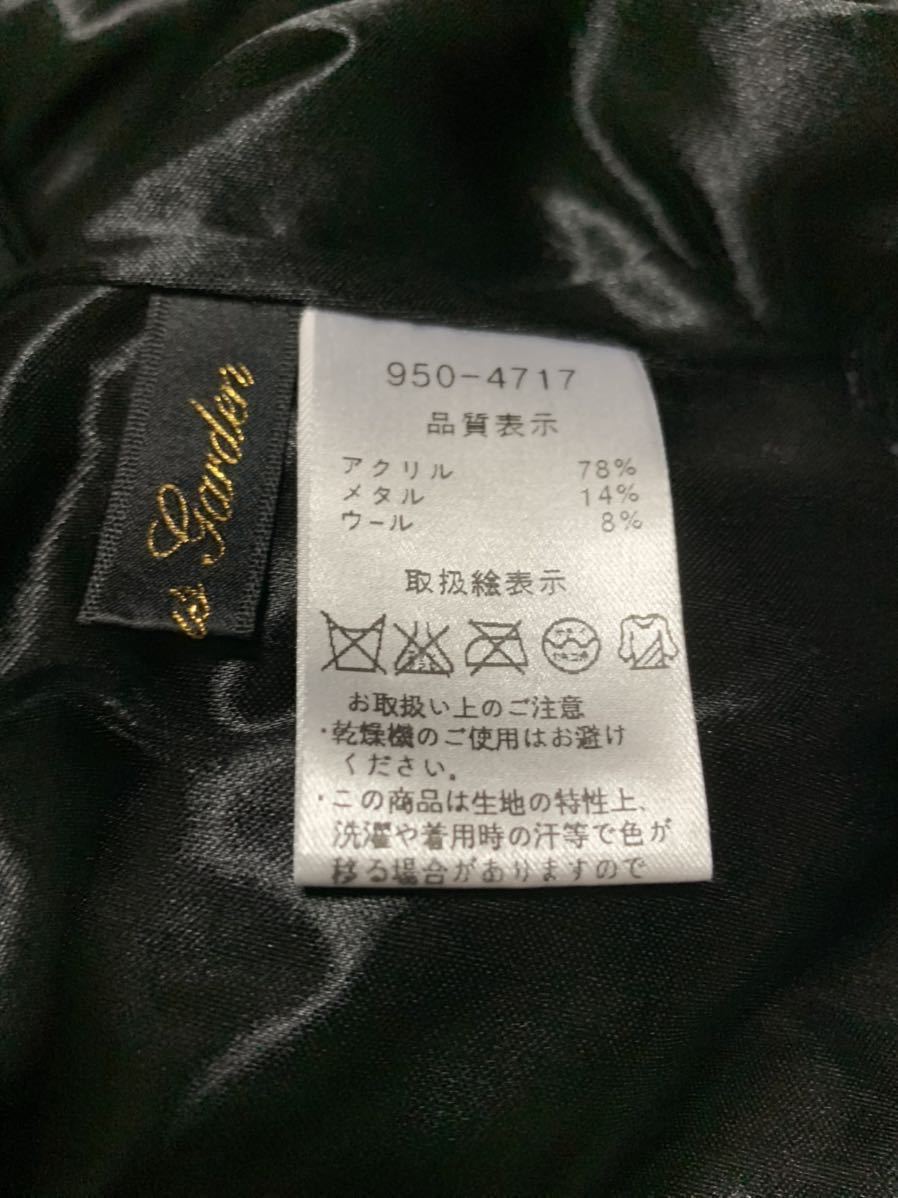 Garden
950-4717
品質表示
アクリル 78%
メタル 14%
ウール 8%
取扱絵表示
お取扱い上のご注意
・乾燥機のご使用はお避け
ください。
・この商品は生地の特性上、
洗濯や着用時の汗等で色が
移る場合がありますので